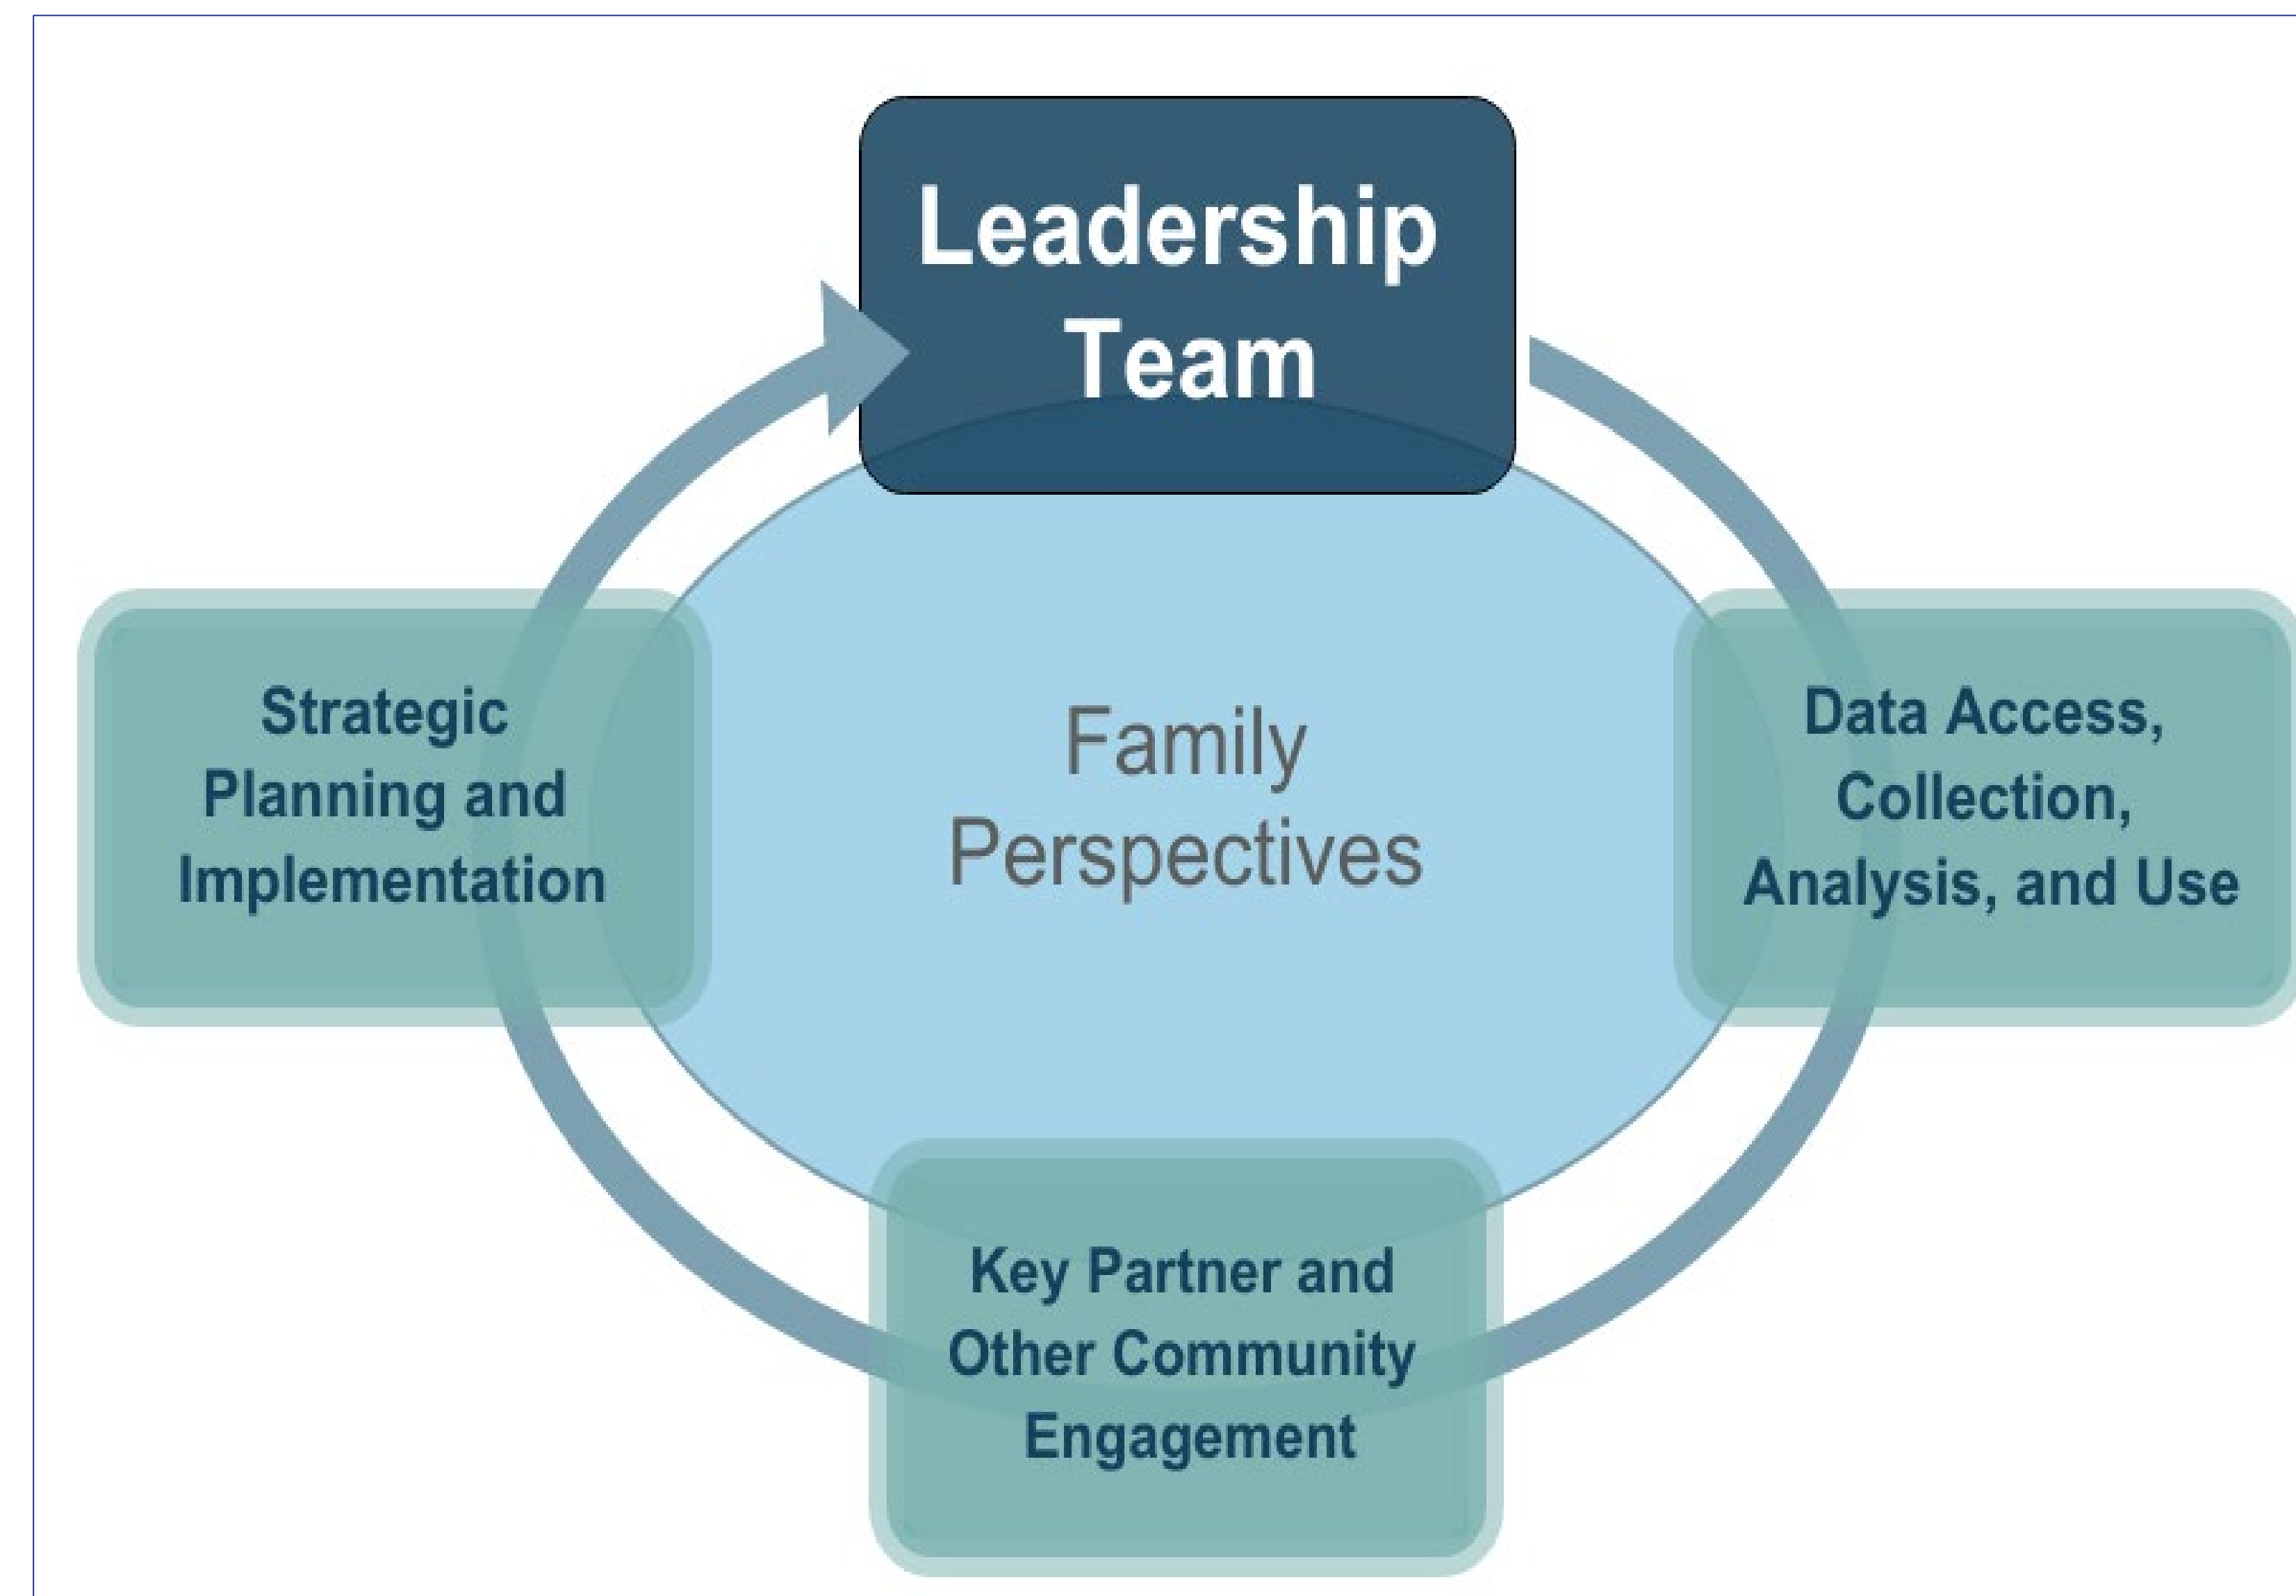 Leadership
Team
Strategic
Planning and
Implementation
Family
Perspectives
Data Access,
Collection,
Analysis, and Use
Key Partner and
Other Community
Engagement